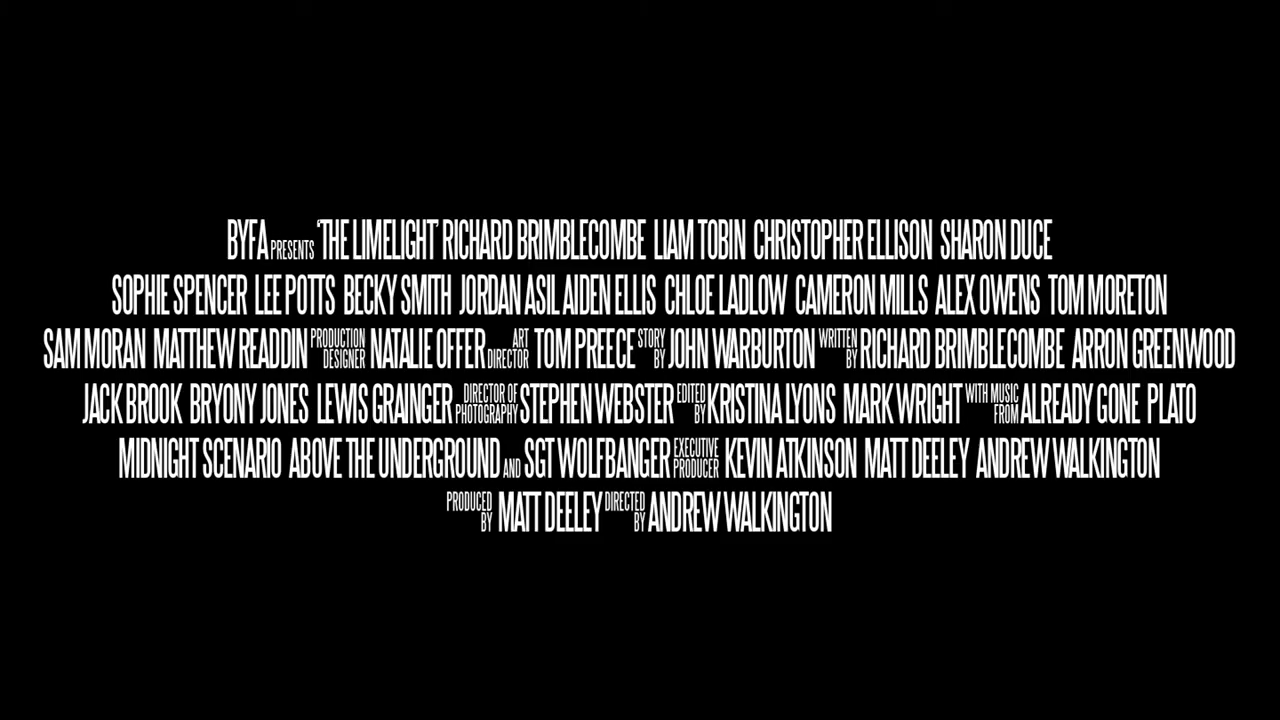 BYFA PRESENTS 'THE LIMELIGHT' RICHARD BRIMBLECOMBE LIAM TOBIN CHRISTOPHER ELLISON SHARON DUCE
SOPHIE SPENCER LEE POTTS BECKY SMITH JORDAN ASIL AIDEN ELLIS CHLOE LADLOW CAMERON MILLS ALEX OWENS TOM MORETON
SAM MORAN MATTHEW READDIN PRODUCTION DESIGNER NATALIE OFFER ART DIRECTOR TOM PREECE STORY BY JOHN WARBURTON WRITTEN BY RICHARD BRIMBLECOMBE ARRON GREENWOOD
JACK BROOK BRYONY JONES LEWIS GRAINGER DIRECTOR OF PHOTOGRAPHY STEPHEN WEBSTER EDITED BY KRISTINA LYONS MARK WRIGHT WITH MUSIC FROM ALREADY GONE PLATO
MIDNIGHT SCENARIO ABOVE THE UNDERGROUND AND SGT WOLFBANGER EXECUTIVE PRODUCER KEVIN ATKINSON MATT DEELEY ANDREW WALKINGTON
PRODUCED BY MATT DEELEY DIRECTED BY ANDREW WALKINGTON